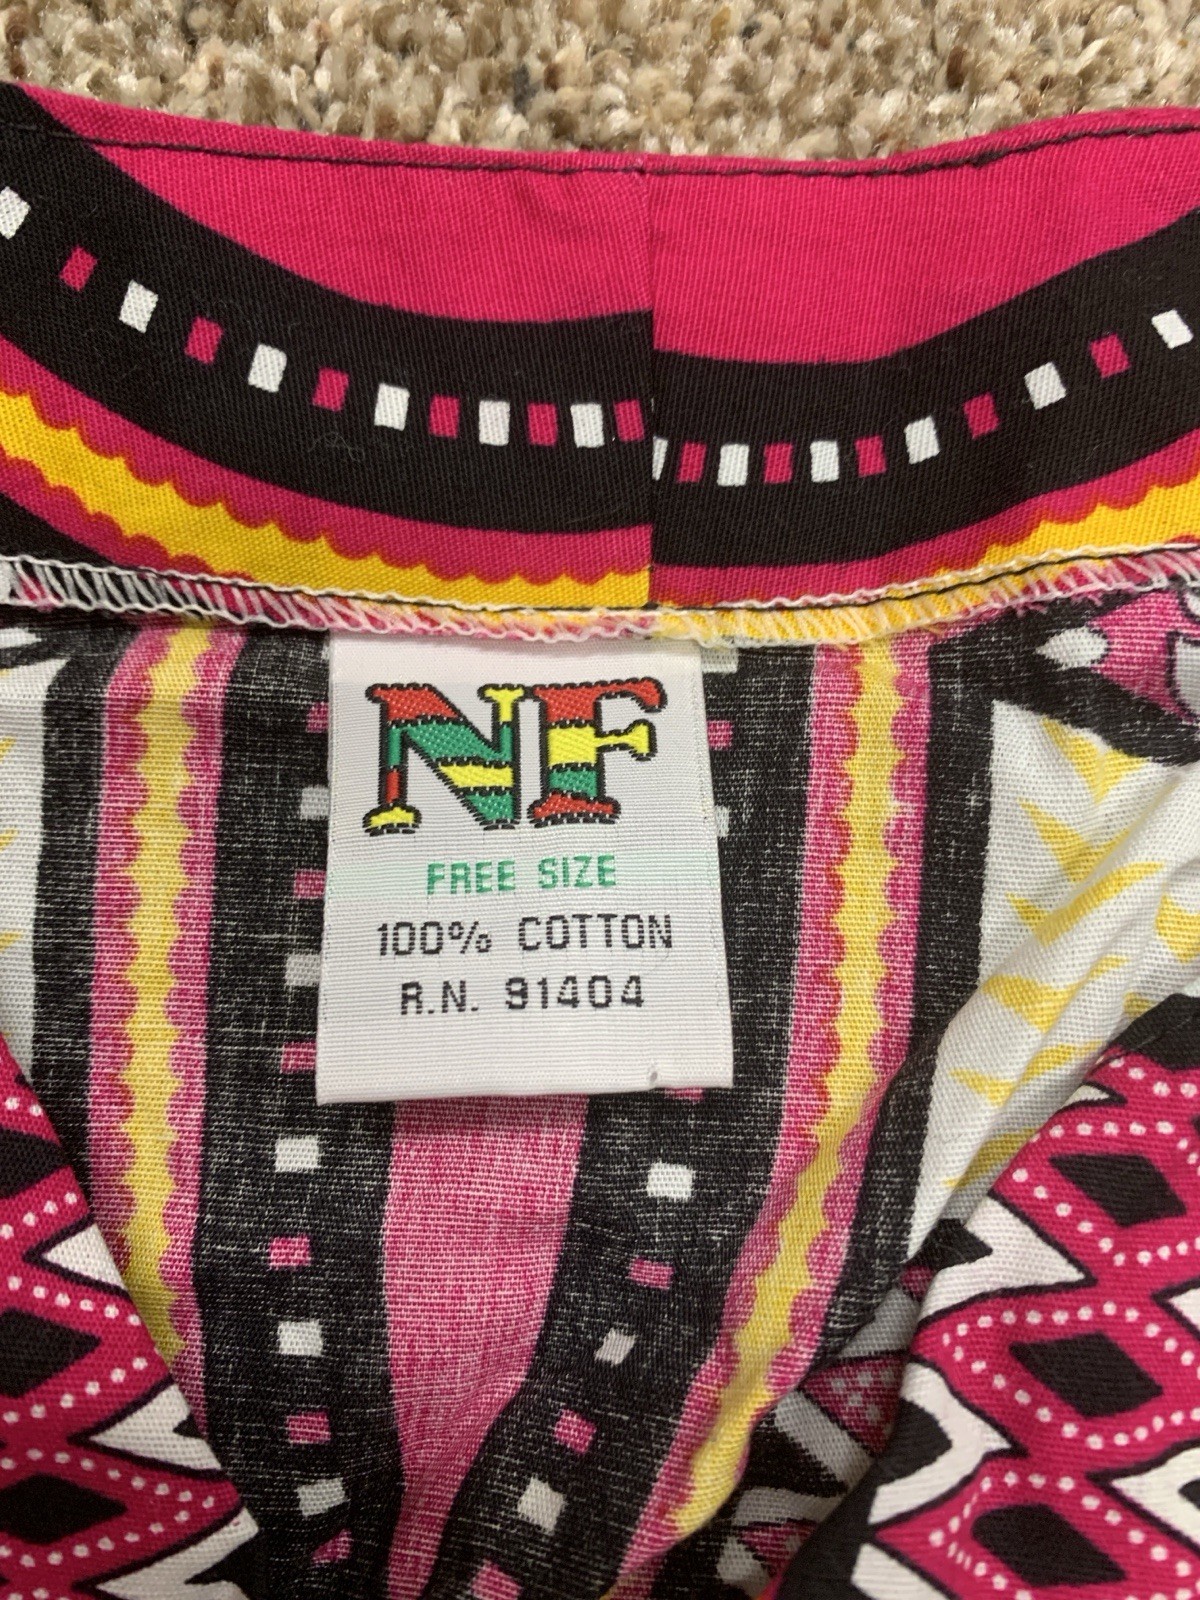 NF
FREE SIZE
100% COTTON
R.N. 91404